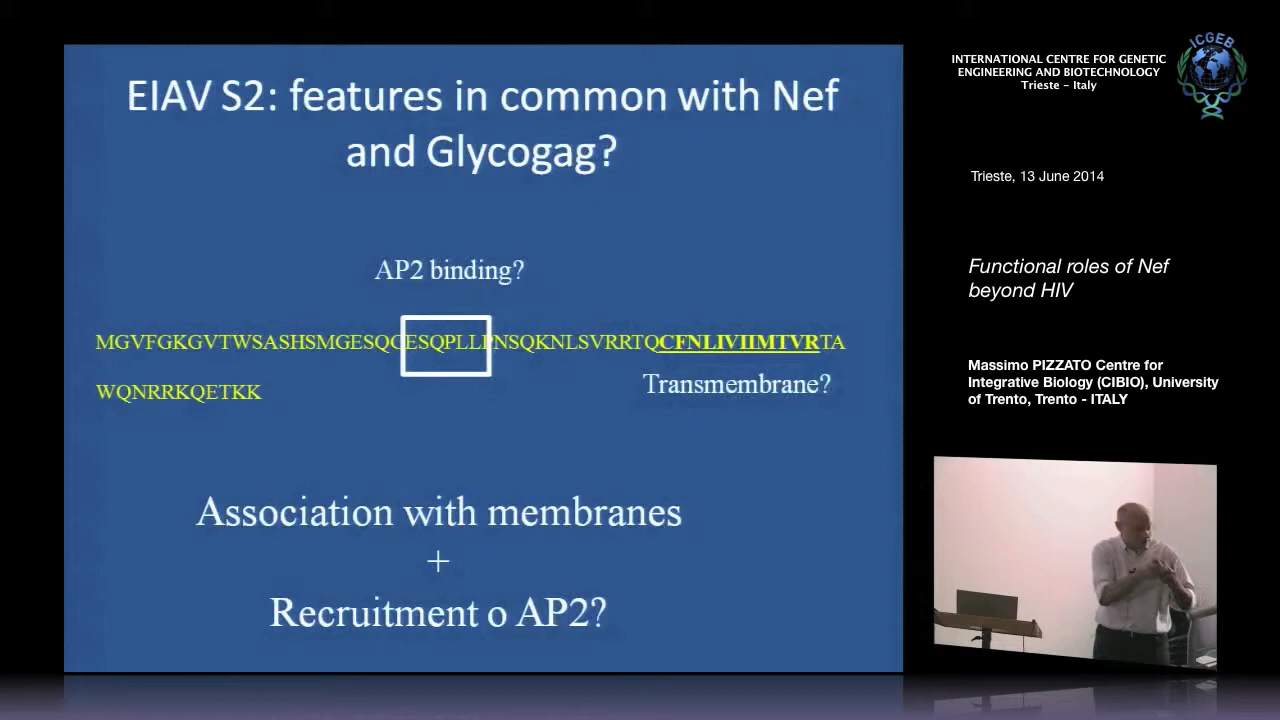 EIAV S2: features in common with Nef
and Glycogag?
AP2 binding?
MGVFGKGVTWSASHSMGESQGESQPLLPNSQKNLSVRRTQCFNLIVIIMTVRTA
Transmembrane?
WQNRRKQETKK
Association with membranes
+
Recruitment o AP2?
INTERNATIONAL CENTRE FOR GENETIC
ENGINEERING AND BIOTECHNOLOGY
Trieste - Italy
ICGEB
Trieste, 13 June 2014
Functional roles of Nef
beyond HIV
Massimo PIZZATO Centre for
Integrative Biology (CIBIO), University
of Trento, Trento - ITALY